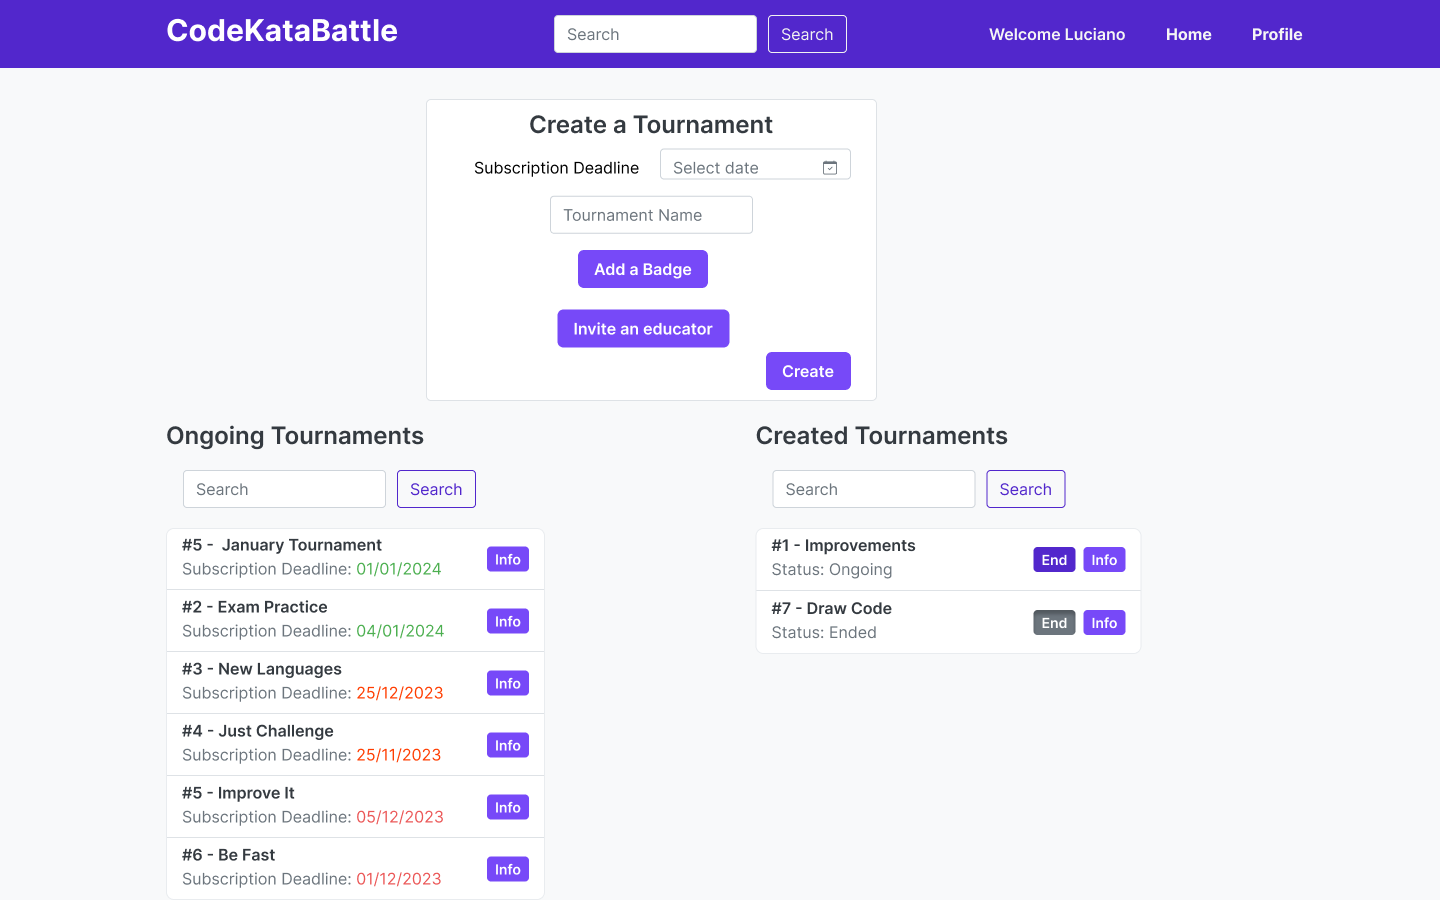 CodeKataBattle
Search
Search
Welcome Luciano
Home
Profile
Create a Tournament
Subscription Deadline
Select date
Tournament Name
Add a Badge
Invite an educator
Create
Ongoing Tournaments
Search
Search
#5 - January Tournament
Subscription Deadline: 01/01/2024
Info
#2 - Exam Practice
Subscription Deadline: 04/01/2024
Info
#3 - New Languages
Subscription Deadline: 25/12/2023
Info
#4 - Just Challenge
Subscription Deadline: 25/11/2023
Info
#5 - Improve It
Subscription Deadline: 05/12/2023
Info
#6 - Be Fast
Subscription Deadline: 01/12/2023
Info
Created Tournaments
Search
Search
#1 - Improvements
Status: Ongoing
End
Info
#7 - Draw Code
Status: Ended
End
Info